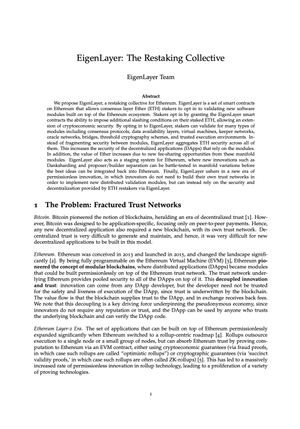 EigenLayer: The Restaking Collective
EigenLayer Team
Abstract
We propose EigenLayer, a restaking collective for Ethereum. EigenLayer is a set of smart contracts
on Ethereum that allows consensus layer Ether (ETH) stakers to opt in to validating new software
modules built on top of the Ethereum ecosystem. Stakers opt in by granting the EigenLayer smart
contracts the ability to impose additional slashing conditions on their staked ETH, allowing an extension
of cryptoeconomic security. By opting in to EigenLayer, stakers can validate for many types of
modules including consensus protocols, data availability layers, virtual machines, keeper networks,
oracle networks, bridges, threshold cryptography schemes, and trusted execution environments. Instead
of fragmenting security between modules, EigenLayer aggregates ETH security across all of
them. This increases the security of the decentralized applications (DApps) that rely on the modules.
In addition, the value of Ether increases due to new fee-sharing opportunities from these manifold
modules. EigenLayer also acts as a staging system for Ethereum, where new innovations such as
Danksharding and proposer/builder separation can be battle-tested in manifold variations before
the best ideas can be integrated back into Ethereum. Finally, EigenLayer ushers in a new era of
permissionless innovation, in which innovators do not need to build their own trust networks in
order to implement new distributed validation modules, but can instead rely on the security and
decentralization provided by ETH restakers via EigenLayer.
1 The Problem: Fractured Trust Networks
Bitcoin. Bitcoin pioneered the notion of blockchains, heralding an era of decentralized trust [1]. However,
Bitcoin was designed to be application-specific, focusing only on peer-to-peer payments. Hence,
any new decentralized application also required a new blockchain, with its own trust network. Decentralized
trust is very difficult to generate and maintain, and hence, it was very difficult for new
decentralized applications to be built in this model.
Ethereum. Ethereum was conceived in 2013 and launched in 2015, and changed the landscape significantly
[2]. By being fully programmable on the Ethereum Virtual Machine (EVM) [3], Ethereum pioneered
the concept of modular blockchains, where distributed applications (DApps) became modules
that could be built permissionlessly on top of the Ethereum trust network. The trust network underlying
Ethereum provides pooled security to all of the DApps on top of it. This decoupled innovation
and trust: innovation can come from any DApp developer, but the developer need not be trusted
for the safety and liveness of execution of the DApp, since trust is underwritten by the blockchain.
The value flow is that the blockchain supplies trust to the DApp, and in exchange receives back fees.
We note that this decoupling is a key driving force underpinning the pseudonymous economy, since
innovators do not require any reputation or trust, and the DApp can be used by anyone who trusts
the underlying blockchain and can verify the DApp code.
Ethereum Layer-2 Era. The set of applications that can be built on top of Ethereum permissionlessly
expanded significantly when Ethereum switched to a rollup-centric roadmap [4]. Rollups outsource
execution to a single node or a small group of nodes, but can absorb Ethereum trust by proving computation
to Ethereum via an EVM contract, either using cryptoeconomic guarantees (via fraud proofs,
in which case such rollups are called “optimistic rollups”) or cryptographic guarantees (via ‘succinct
validity proofs,’ in which case such rollups are often called ZK-rollups) [5]. This has led to a massively
increased rate of permissionless innovation in rollup technology, leading to a proliferation of a variety
of proving technologies.
1